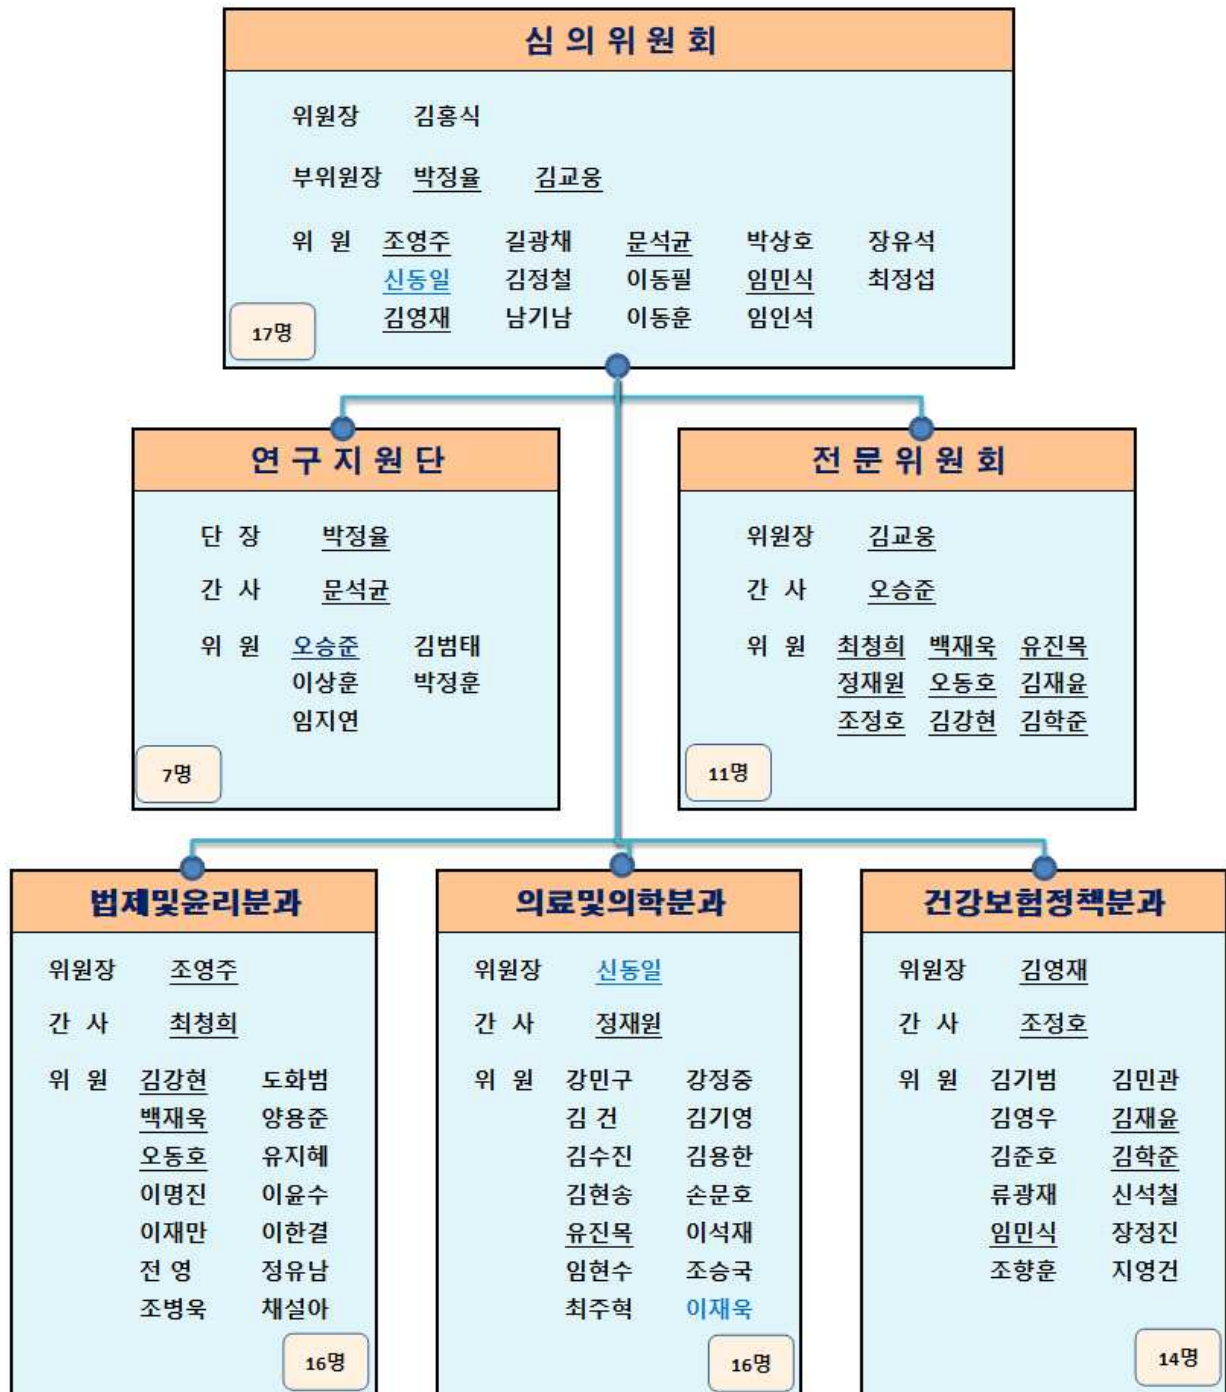 심의위원회
위원장 김홍식
부위원장 박정율 김교웅
위 원 조영주 길광채 문석균 박상호 장유석
신동일 김정철 이동필 임민식 최정섭
김영재 남기남 이동훈 임인석
17명
연구지원단
단 장 박정율
간 사 문석균
위 원 오승준 김범태
이상훈 박정훈
임지연
7명
전문위원회
위원장 김교웅
간 사 오승준
위 원 최청희 백재욱 유진목
정재원 오동호 김재윤
조정호 김강현 김학준
11명
법제및윤리분과
위원장 조영주
간 사 최청희
위 원 김강현 도화범
백재욱 양용준
오동호 유지혜
이명진 이윤수
이재만 이한결
전 영 정유남
조병욱 채설아
16명
의료및의학분과
위원장 신동일
간 사 정재원
위 원 강민구 강정중
김 건 김기영
김수진 김용한
김현송 손문호
유진목 이석재
임현수 조승국
최주혁 이재욱
16명
건강보험정책분과
위원장 김영재
간 사 조정호
위 원 김기범 김민관
김영우 김재윤
김준호 김학준
류광재 신석철
임민식 장정진
조향훈 지영건
14명